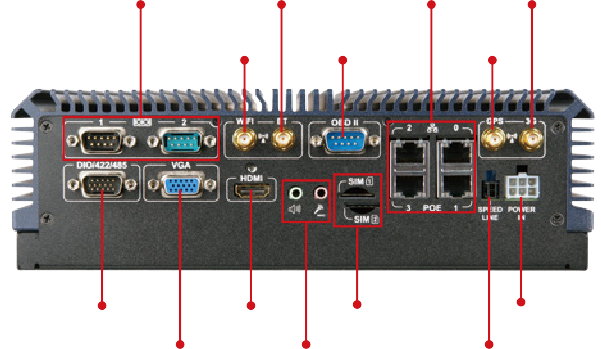 1 2
WIFI BT
OBD II
2 0
GPS 3G
DIO/422/485
VGA
HDMI
SIM 1
SIM 2
3 POE 1
SPEED LINE
POWER IN